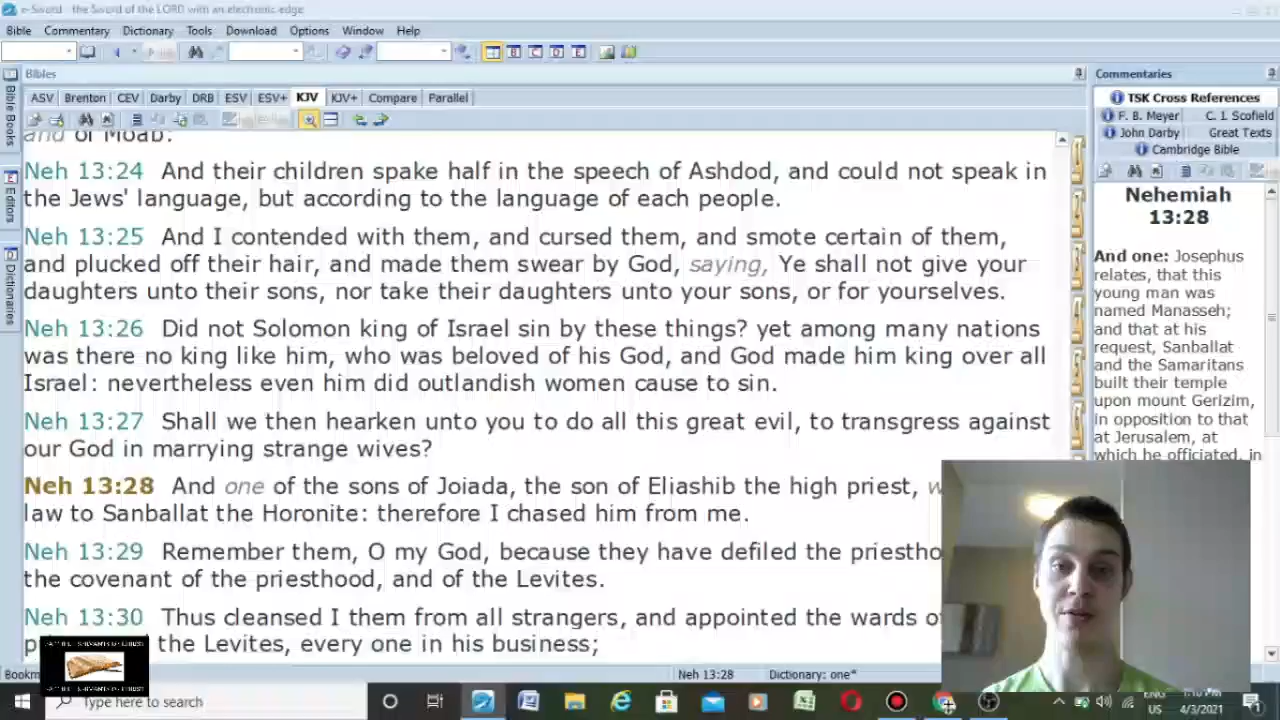 e-Sword - the Sword of the LORD with an electronic edge
Bible Commentary Dictionary Tools Download Options Window Help
Bibles
Commentaries
ASV Brenton CEV Darby DRB ESV ESV+ KJV KJV+ Compare Parallel
TSK Cross References
F. B. Meyer C. I. Scofield
John Darby Great Texts
Cambridge Bible
Bible Books
Editors
Dictionaries
and of Moab:
Neh 13:24 And their children spake half in the speech of Ashdod, and could not speak in
the Jews' language, but according to the language of each people.
Neh 13:25 And I contended with them, and cursed them, and smote certain of them,
and plucked off their hair, and made them swear by God, saying, Ye shall not give your
daughters unto their sons, nor take their daughters unto your sons, or for yourselves.
Neh 13:26 Did not Solomon king of Israel sin by these things? yet among many nations
was there no king like him, who was beloved of his God, and God made him king over all
Israel: nevertheless even him did outlandish women cause to sin.
Neh 13:27 Shall we then hearken unto you to do all this great evil, to transgress against
our God in marrying strange wives?
Neh 13:28 And one of the sons of Joiada, the son of Eliashib the high priest,
law to Sanballat the Horonite: therefore I chased him from me.
Neh 13:29 Remember them, O my God, because they have defiled the priestho
the covenant of the priesthood, and of the Levites.
Neh 13:30 Thus cleansed I them from all strangers, and appointed the wards of
the Levites, every one in his business;
Nehemiah
13:28
And one: Josephus
relates, that this
young man was
named Manasseh;
and that at his
request, Sanballat
and the Samaritans
built their temple
upon mount Gerizim,
in opposition to that
at Jerusalem, at
which he officiated, in
Bookm
Neh 13:28 Dictionary: one*
Type here to search
ENG
US
4/3/2021
1